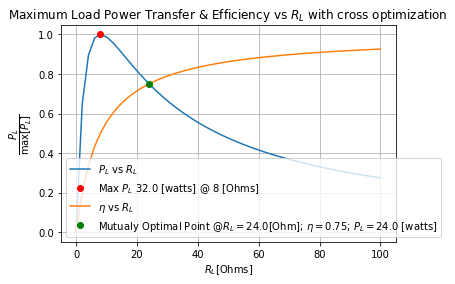 Maximum Load Power Transfer & Efficiency vs $R_L$ with cross optimization
$\frac{P_L}{\max[P_L]}$
1.0
0.8
0.6
0.4
0.2
0.0
$P_L$ vs $R_L$
Max $P_L$ 32.0 [watts] @ 8 [Ohms]
$\eta$ vs $R_L$
Mutualy Optimal Point @$R_L = 24.0$[Ohm]; $\eta = 0.75$; $P_L = 24.0$ [watts]
0 20 40 60 80 100
$R_L$[Ohms]